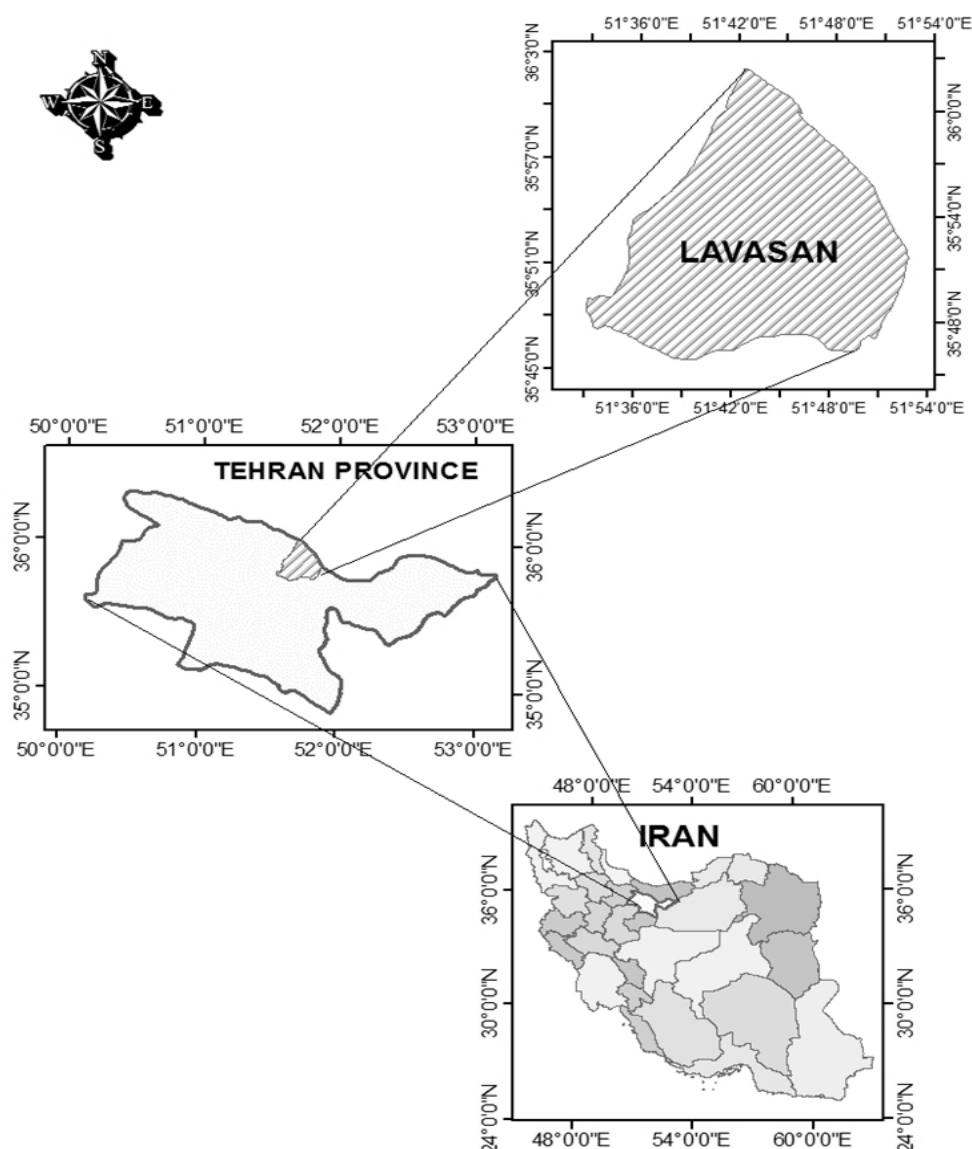 N
W E
S
51°36'0"E 51°42'0"E 51°48'0"E 51°54'0"E
36°3'0"N
36°0'0"N
35°57'0"N
35°54'0"N
LAVASAN
35°51'0"N
35°48'0"N
35°45'0"N
51°36'0"E 51°42'0"E 51°48'0"E 51°54'0"E
50°0'0"E 51°0'0"E 52°0'0"E 53°0'0"E
TEHRAN PROVINCE
36°0'0"N
36°0'0"N
35°0'0"N
35°0'0"N
50°0'0"E 51°0'0"E 52°0'0"E 53°0'0"E
48°0'0"E 54°0'0"E 60°0'0"E
IRAN
36°0'0"N
36°0'0"N
30°0'0"N
30°0'0"N
24°0'0"N
24°0'0"N
48°0'0"E 54°0'0"E 60°0'0"E